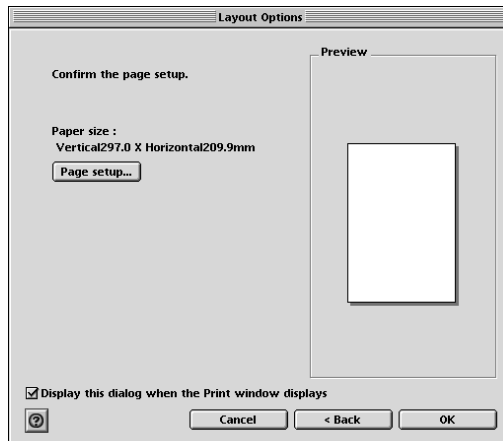 Layout Options
Preview
Confirm the page setup.
Paper size :
Vertical297.0 X Horizontal209.9mm
Page setup...
Display this dialog when the Print window displays
?
Cancel
< Back
OK